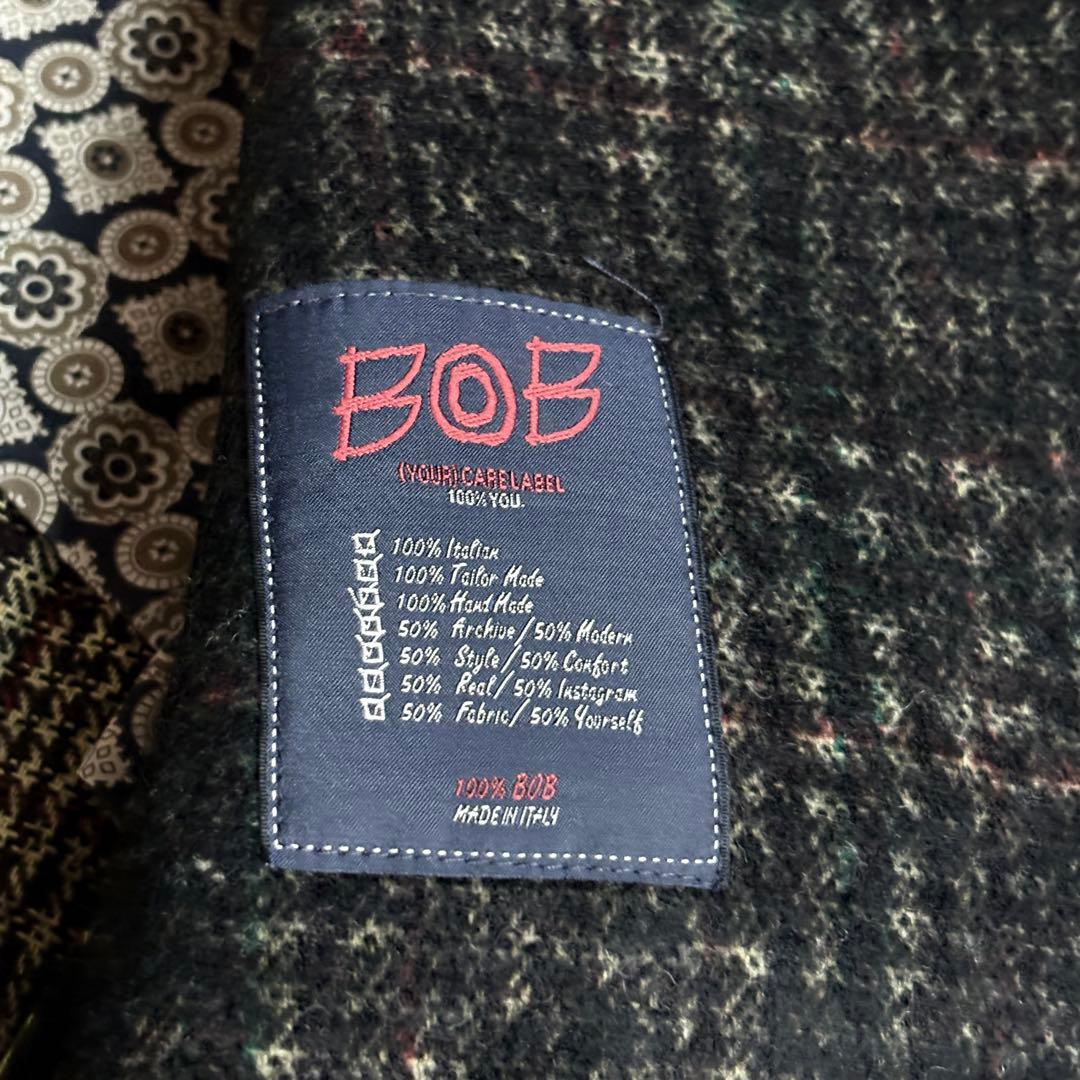 BOB
(YOUR) CARE LABEL
100% YOU.
100% Italian
100% Tailor Made
100% Hand Made
50% Archive / 50% Modern
50% Style / 50% Confort
50% Real / 50% Instagram
50% Fabric / 50% Yourself
100% BOB
MADE IN ITALY